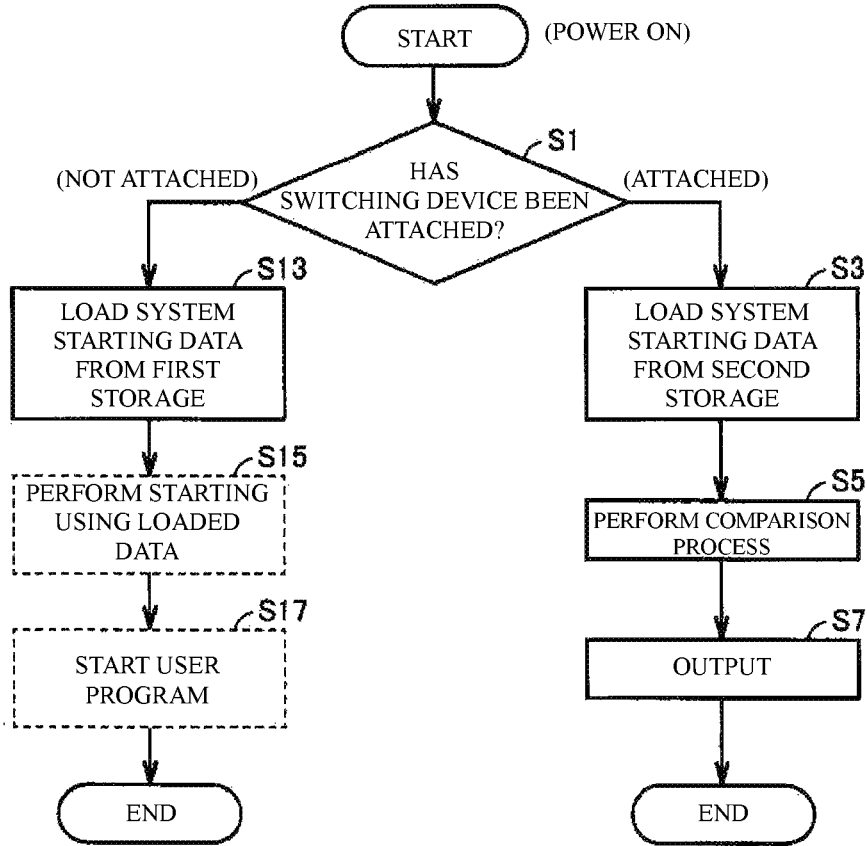 START
(POWER ON)
S1
HAS
SWITCHING DEVICE BEEN
ATTACHED?
(NOT ATTACHED)
(ATTACHED)
S13
LOAD SYSTEM
STARTING DATA
FROM FIRST
STORAGE
S3
LOAD SYSTEM
STARTING DATA
FROM SECOND
STORAGE
S15
PERFORM STARTING
USING LOADED
DATA
S5
PERFORM COMPARISON
PROCESS
S17
START USER
PROGRAM
S7
OUTPUT
END
END